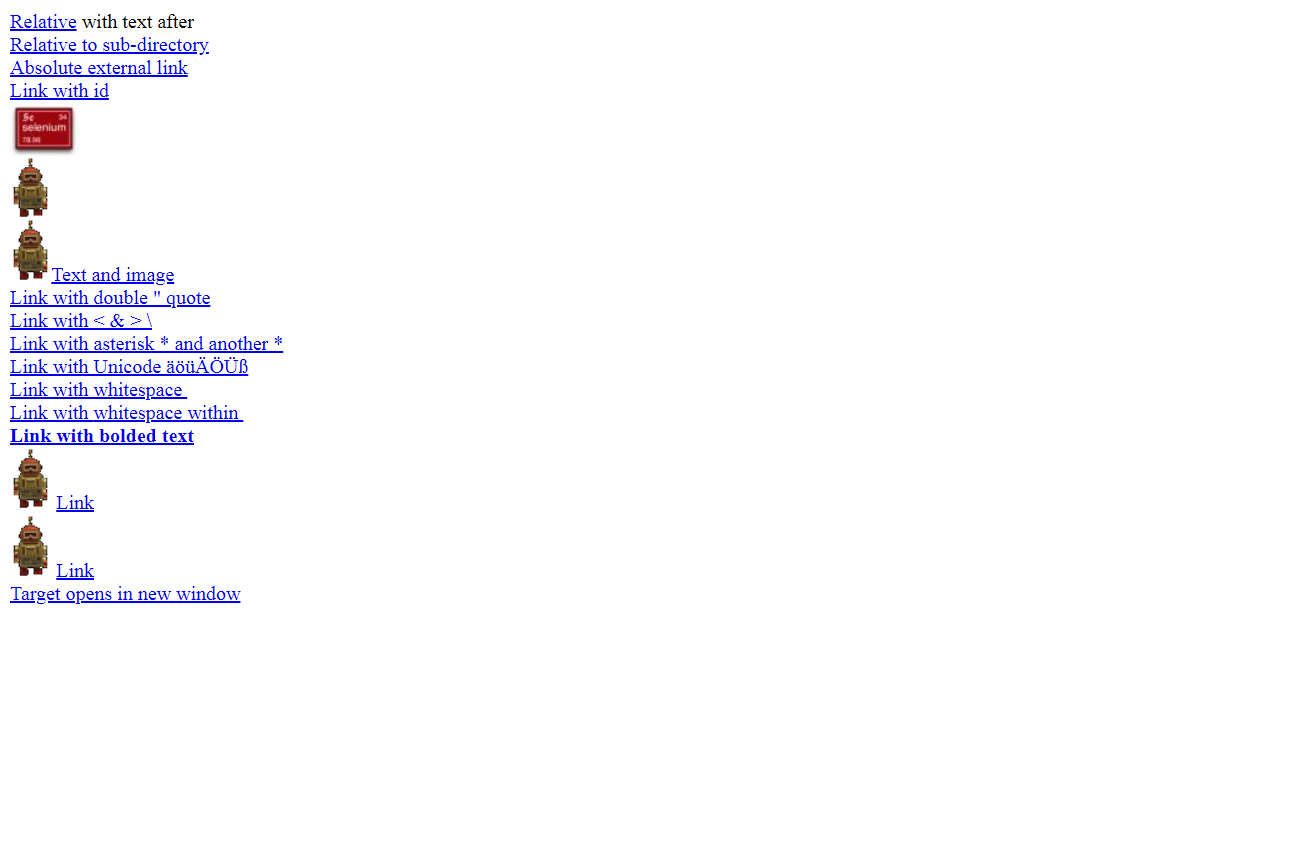 Relative with text after
Relative to sub-directory
Absolute external link
Link with id
Se 34
selenium
78.96
Text and image
Link with double " quote
Link with < & > \
Link with asterisk * and another *
Link with Unicode äöüÄÖÜß
Link with whitespace
Link with whitespace within
Link with bolded text
Link
Link
Target opens in new window